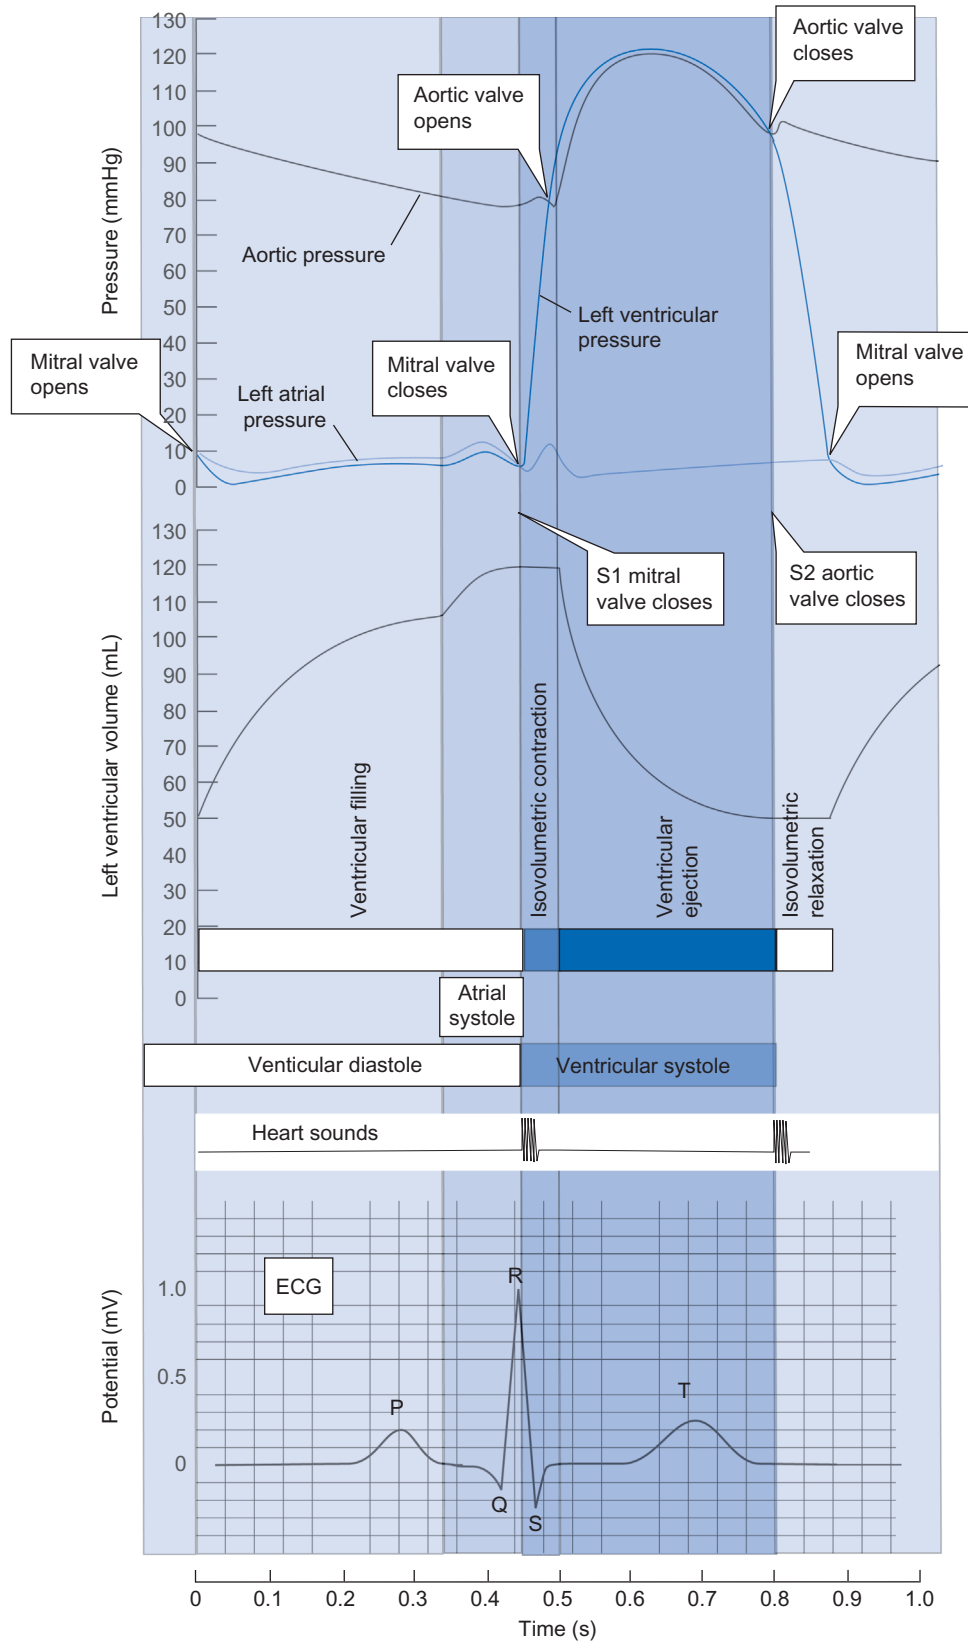 130
120
110
100
90
80
70
60
50
40
30
20
10
0
Pressure (mmHg)
Aortic valve
closes
Aortic valve
opens
Aortic pressure
Left ventricular
pressure
Mitral valve
opens
Mitral valve
closes
Mitral valve
opens
Left atrial
pressure
130
120
110
100
90
80
70
60
50
40
30
20
10
0
Left ventricular volume (mL)
S1 mitral
valve closes
S2 aortic
valve closes
Ventricular filling
Isovolumetric contraction
Ventricular
ejection
Isovolumetric
relaxation
Atrial
systole
Venticular diastole
Ventricular systole
Heart sounds
ECG
1.0
0.5
0
Potential (mV)
P
Q
R
S
T
0
0.1
0.2
0.3
0.4
0.5
0.6
0.7
0.8
0.9
1.0
Time (s)